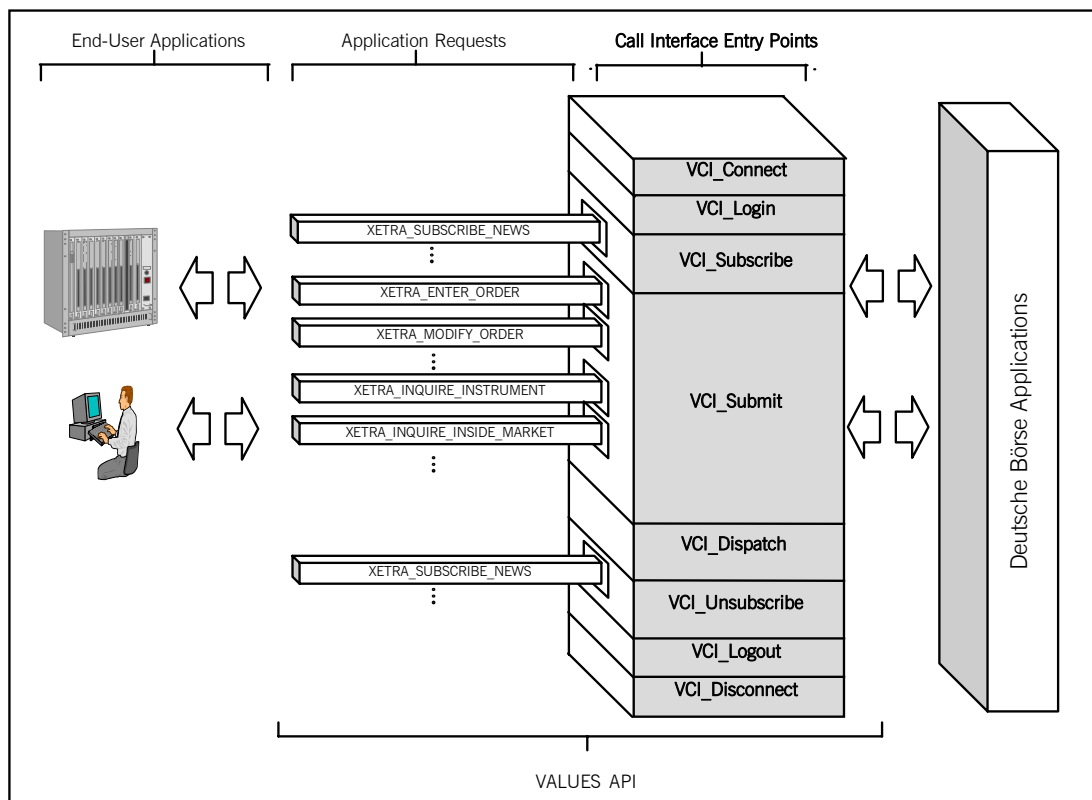 End-User Applications
Application Requests
Call Interface Entry Points
VCI_Connect
VCI_Login
XETRA_SUBSCRIBE_NEWS
VCI_Subscribe
XETRA_ENTER_ORDER
XETRA_MODIFY_ORDER
XETRA_INQUIRE_INSTRUMENT
VCI_Submit
XETRA_INQUIRE_INSIDE_MARKET
VCI_Dispatch
XETRA_SUBSCRIBE_NEWS
VCI_Unsubscribe
VCI_Logout
VCI_Disconnect
Deutsche Börse Applications
VALUES API